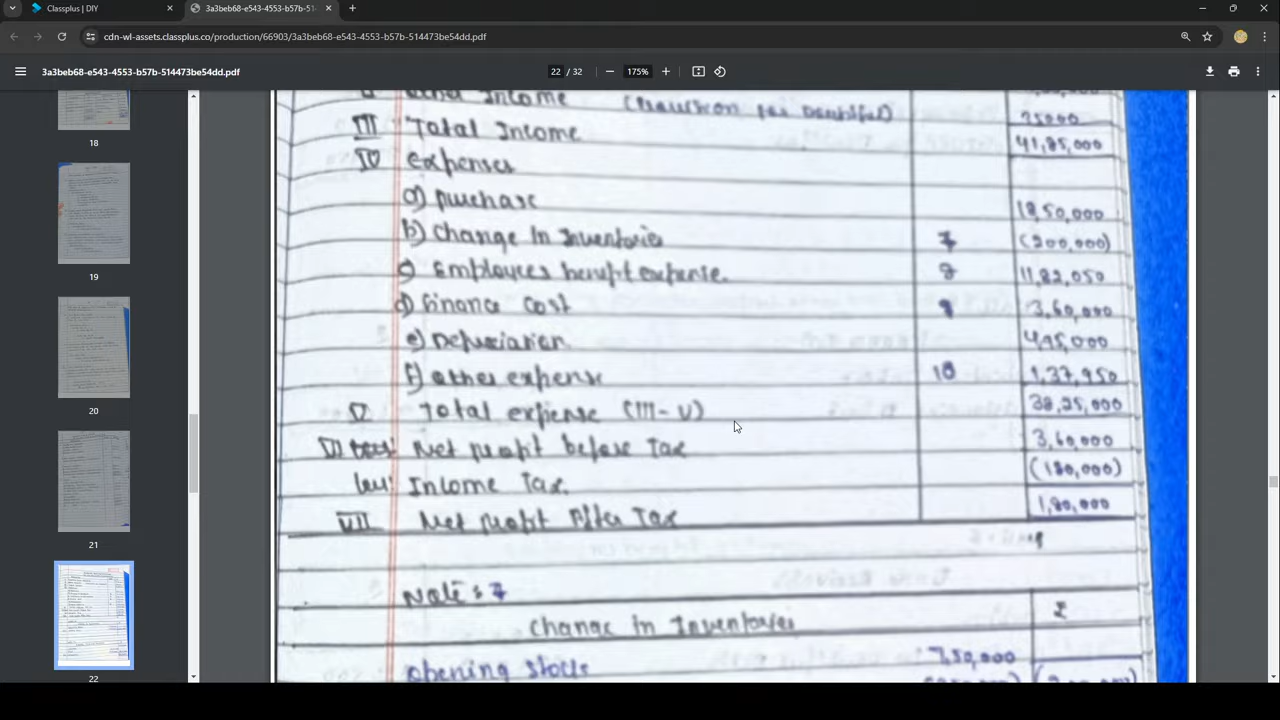 Classplus | DIY
3a3beb68-e543-4553-b57b-51
cdn-wl-assets.classplus.co/production/66903/3a3beb68-e543-4553-b57b-514473be54dd.pdf
3a3beb68-e543-4553-b57b-514473be54dd.pdf
22 / 32
175%
18
19
20
21
22
Other Income
III Total Income 41,85,000
IV expenses
a) purchase 18,50,000
b) change In Inventories 7 (200,000)
c) Employees benefit expense. 8 11,82,050
d) finance cost 9 3,60,000
e) Depreciation 4,95,000
f) other expense 10 1,37,950
V Total expense (III-V) 38,25,000
VI Net profit before Tax 3,60,000
Income Tax (180,000)
VII Net profit After Tax 1,80,000
Note: 7
Change In Inventories ₹
opening stock 7,50,000